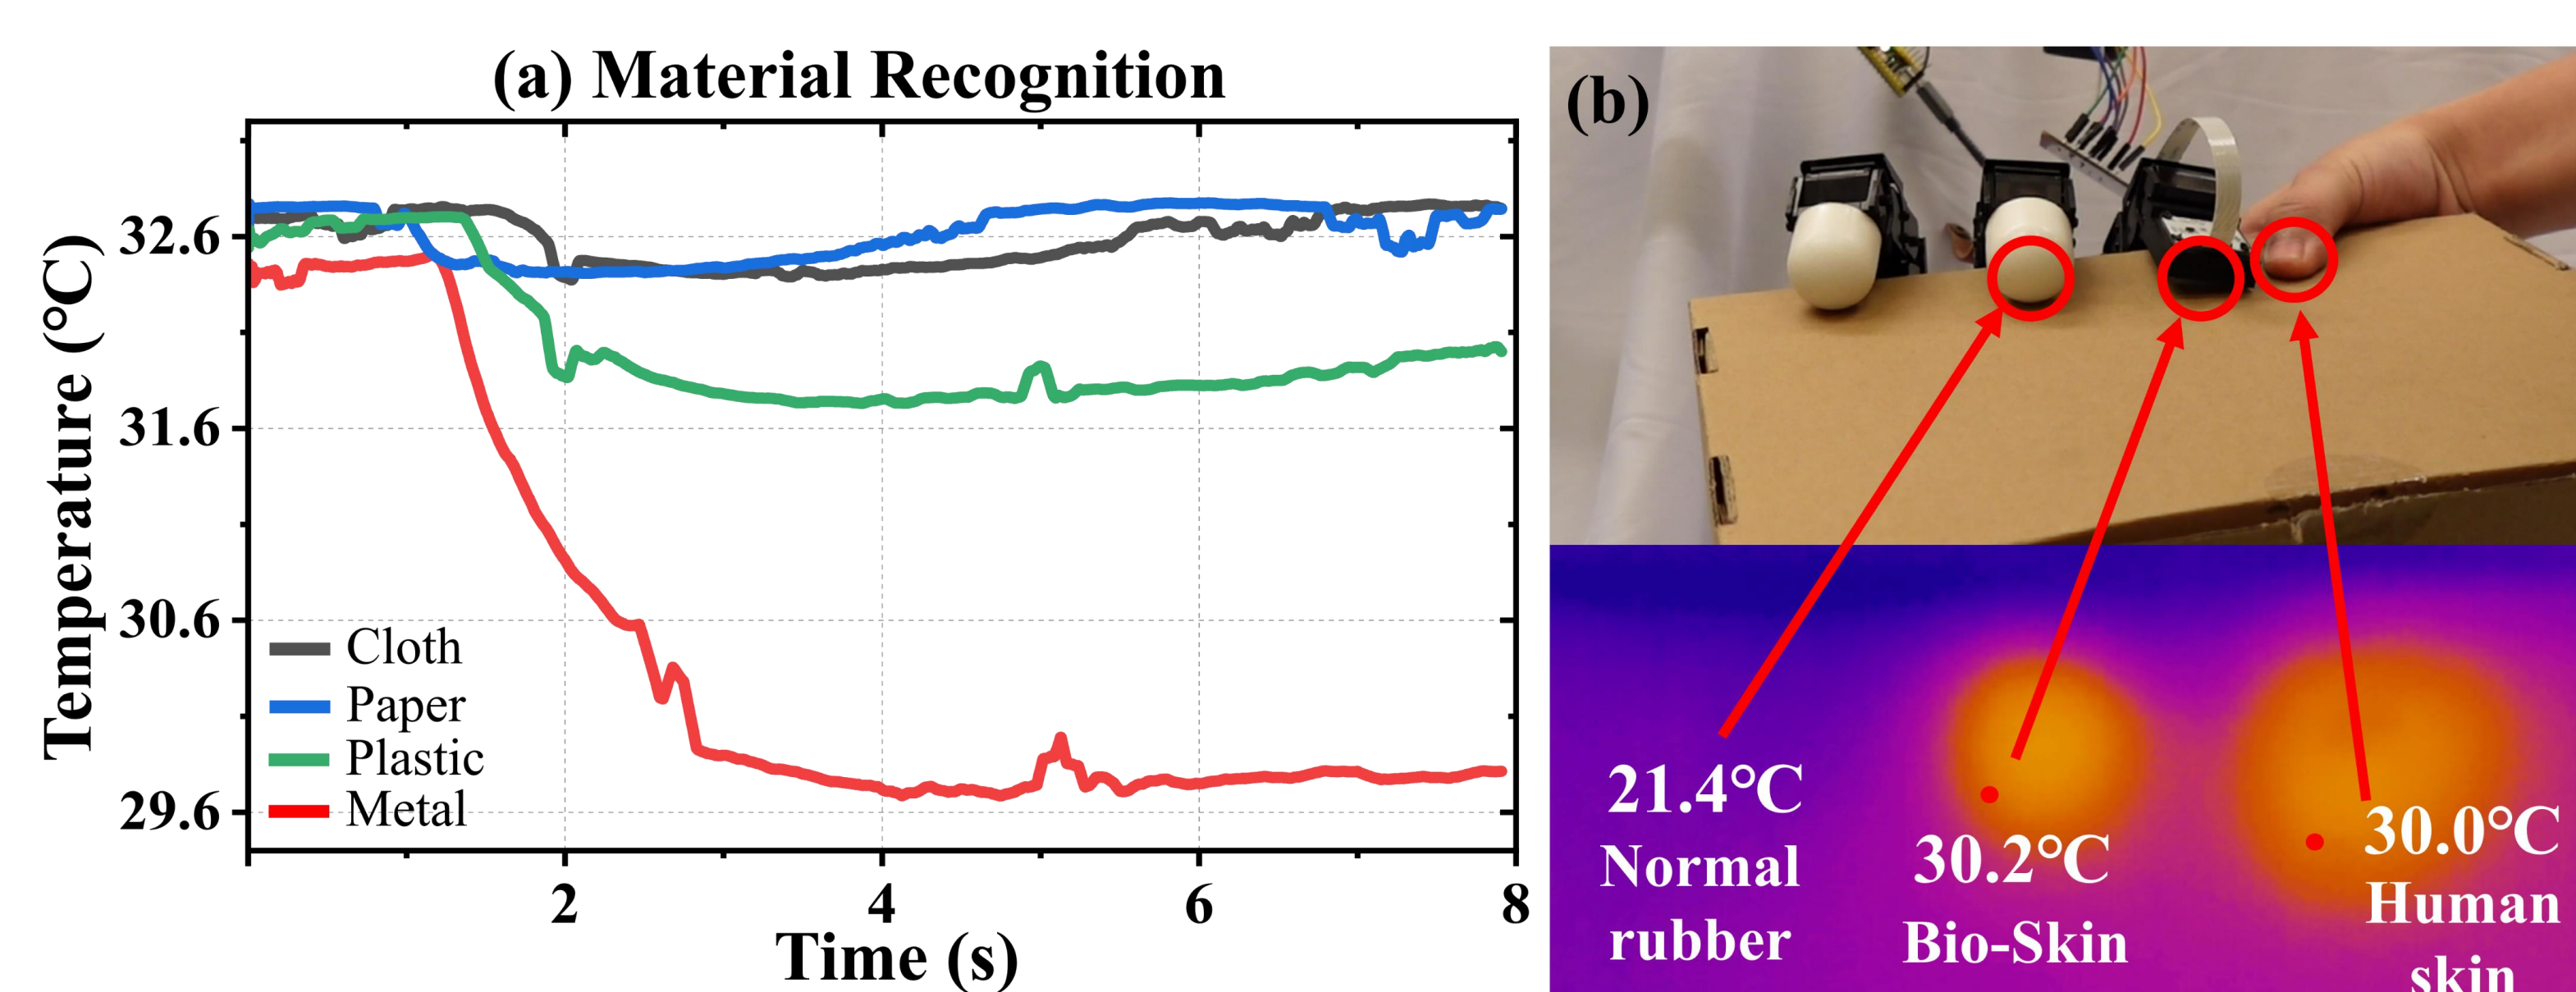 (a) Material Recognition
Temperature (°C)
32.6
31.6
30.6
29.6
Cloth
Paper
Plastic
Metal
2
4
6
8
Time (s)
(b)
21.4°C
Normal
rubber
30.2°C
Bio-Skin
30.0°C
Human
skin